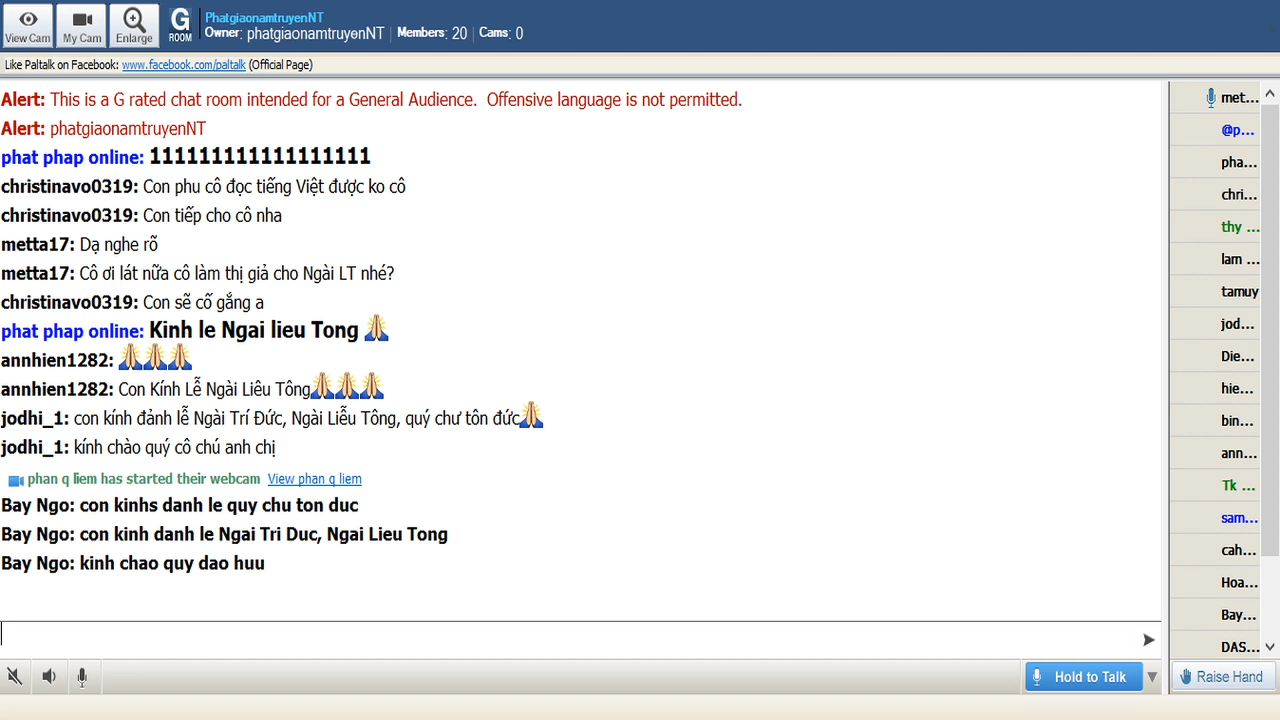 View Cam
My Cam
Enlarge
G
ROOM
PhatgiaonamtruyenNT
Owner: phatgiaonamtruyenNT | Members: 20 | Cams: 0
Like Paltalk on Facebook: www.facebook.com/paltalk (Official Page)
Alert: This is a G rated chat room intended for a General Audience. Offensive language is not permitted.
Alert: phatgiaonamtruyenNT
phat phap online: 111111111111111111
christinavo0319: Con phu cô đọc tiếng Việt được ko cô
christinavo0319: Con tiếp cho cô nha
metta17: Dạ nghe rõ
metta17: Cô ơi lát nữa cô làm thị giả cho Ngài LT nhé?
christinavo0319: Con sẽ cố gắng a
phat phap online: Kinh le Ngai lieu Tong 🙏
annhien1282: 🙏🙏🙏
annhien1282: Con Kính Lễ Ngài Liêu Tông🙏🙏🙏
jodhi_1: con kính đảnh lễ Ngài Trí Đức, Ngài Liễu Tông, quý chư tôn đức🙏
jodhi_1: kính chào quý cô chú anh chị
phan q liem has started their webcam View phan q liem
Bay Ngo: con kinhs danh le quy chu ton duc
Bay Ngo: con kinh danh le Ngai Tri Duc, Ngai Lieu Tong
Bay Ngo: kinh chao quy dao huu
met...
@p...
pha...
chri...
thy ...
lam ...
tamuy
jod...
Die...
hie...
bin...
ann...
Tk ...
sam...
cah...
Hoa...
Bay...
DAS...
Hold to Talk
Raise Hand